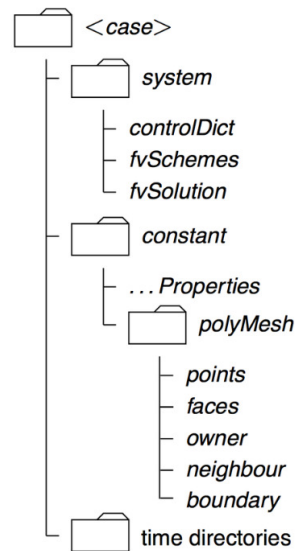 <case>
system
controlDict
fvSchemes
fvSolution
constant
...Properties
polyMesh
points
faces
owner
neighbour
boundary
time directories